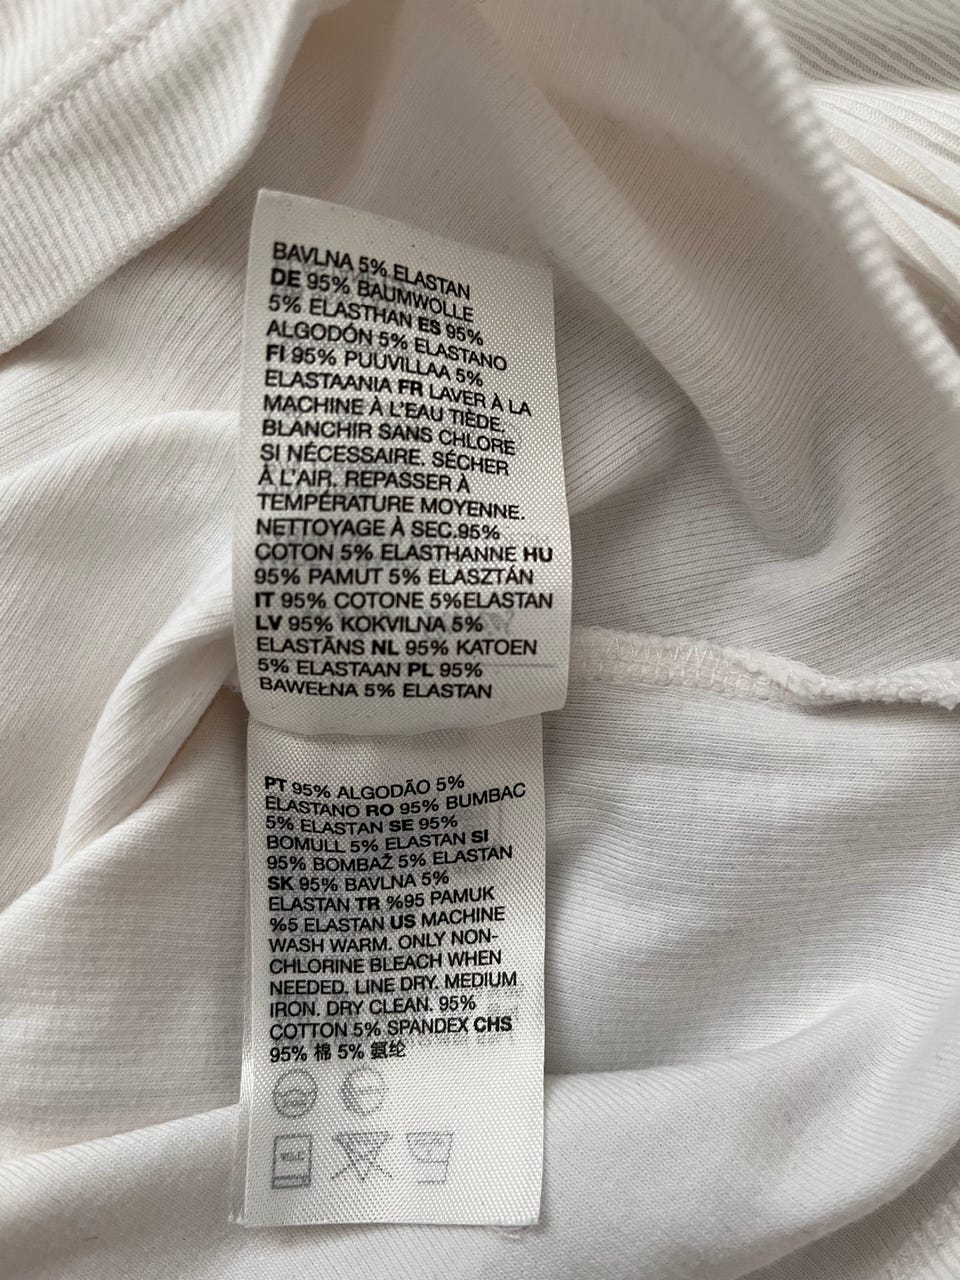 BAVLNA 5% ELASTAN
DE 95% BAUMWOLLE
5% ELASTHAN ES 95%
ALGODÓN 5% ELASTANO
FI 95% PUUVILLAA 5%
ELASTAANIA FR LAVER À LA
MACHINE À L'EAU TIÈDE.
BLANCHIR SANS CHLORE
SI NÉCESSAIRE. SÉCHER
À L'AIR. REPASSER À
TEMPÉRATURE MOYENNE.
NETTOYAGE À SEC.95%
COTON 5% ELASTHANNE HU
95% PAMUT 5% ELASZTÁN
IT 95% COTONE 5%ELASTAN
LV 95% KOKVILNA 5%
ELASTĀNS NL 95% KATOEN
5% ELASTAAN PL 95%
BAWEŁNA 5% ELASTAN
PT 95% ALGODÃO 5%
ELASTANO RO 95% BUMBAC
5% ELASTAN SE 95%
BOMULL 5% ELASTAN SI
95% BOMBAŽ 5% ELASTAN
SK 95% BAVLNA 5%
ELASTAN TR %95 PAMUK
%5 ELASTAN US MACHINE
WASH WARM. ONLY NON-
CHLORINE BLEACH WHEN
NEEDED. LINE DRY. MEDIUM
IRON. DRY CLEAN. 95%
COTTON 5% SPANDEX CHS
95% 棉 5% 氨纶